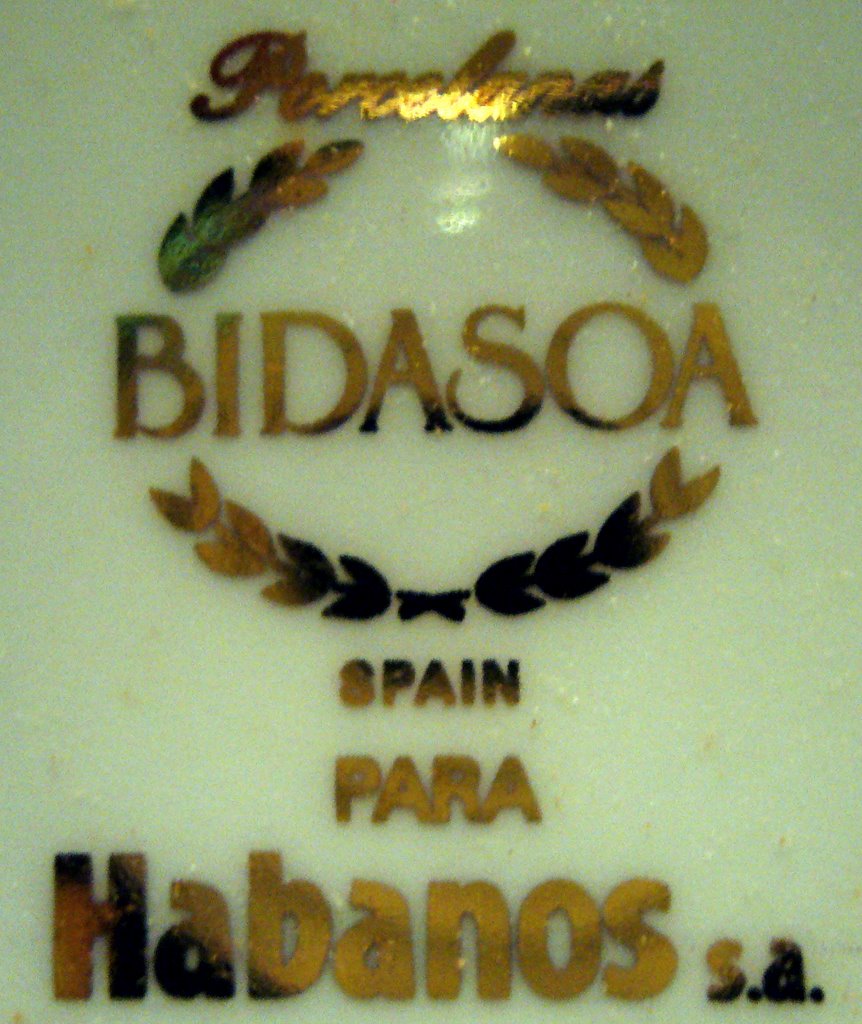 Porcelanas
BIDASOA
SPAIN
PARA
Habanos s.a.